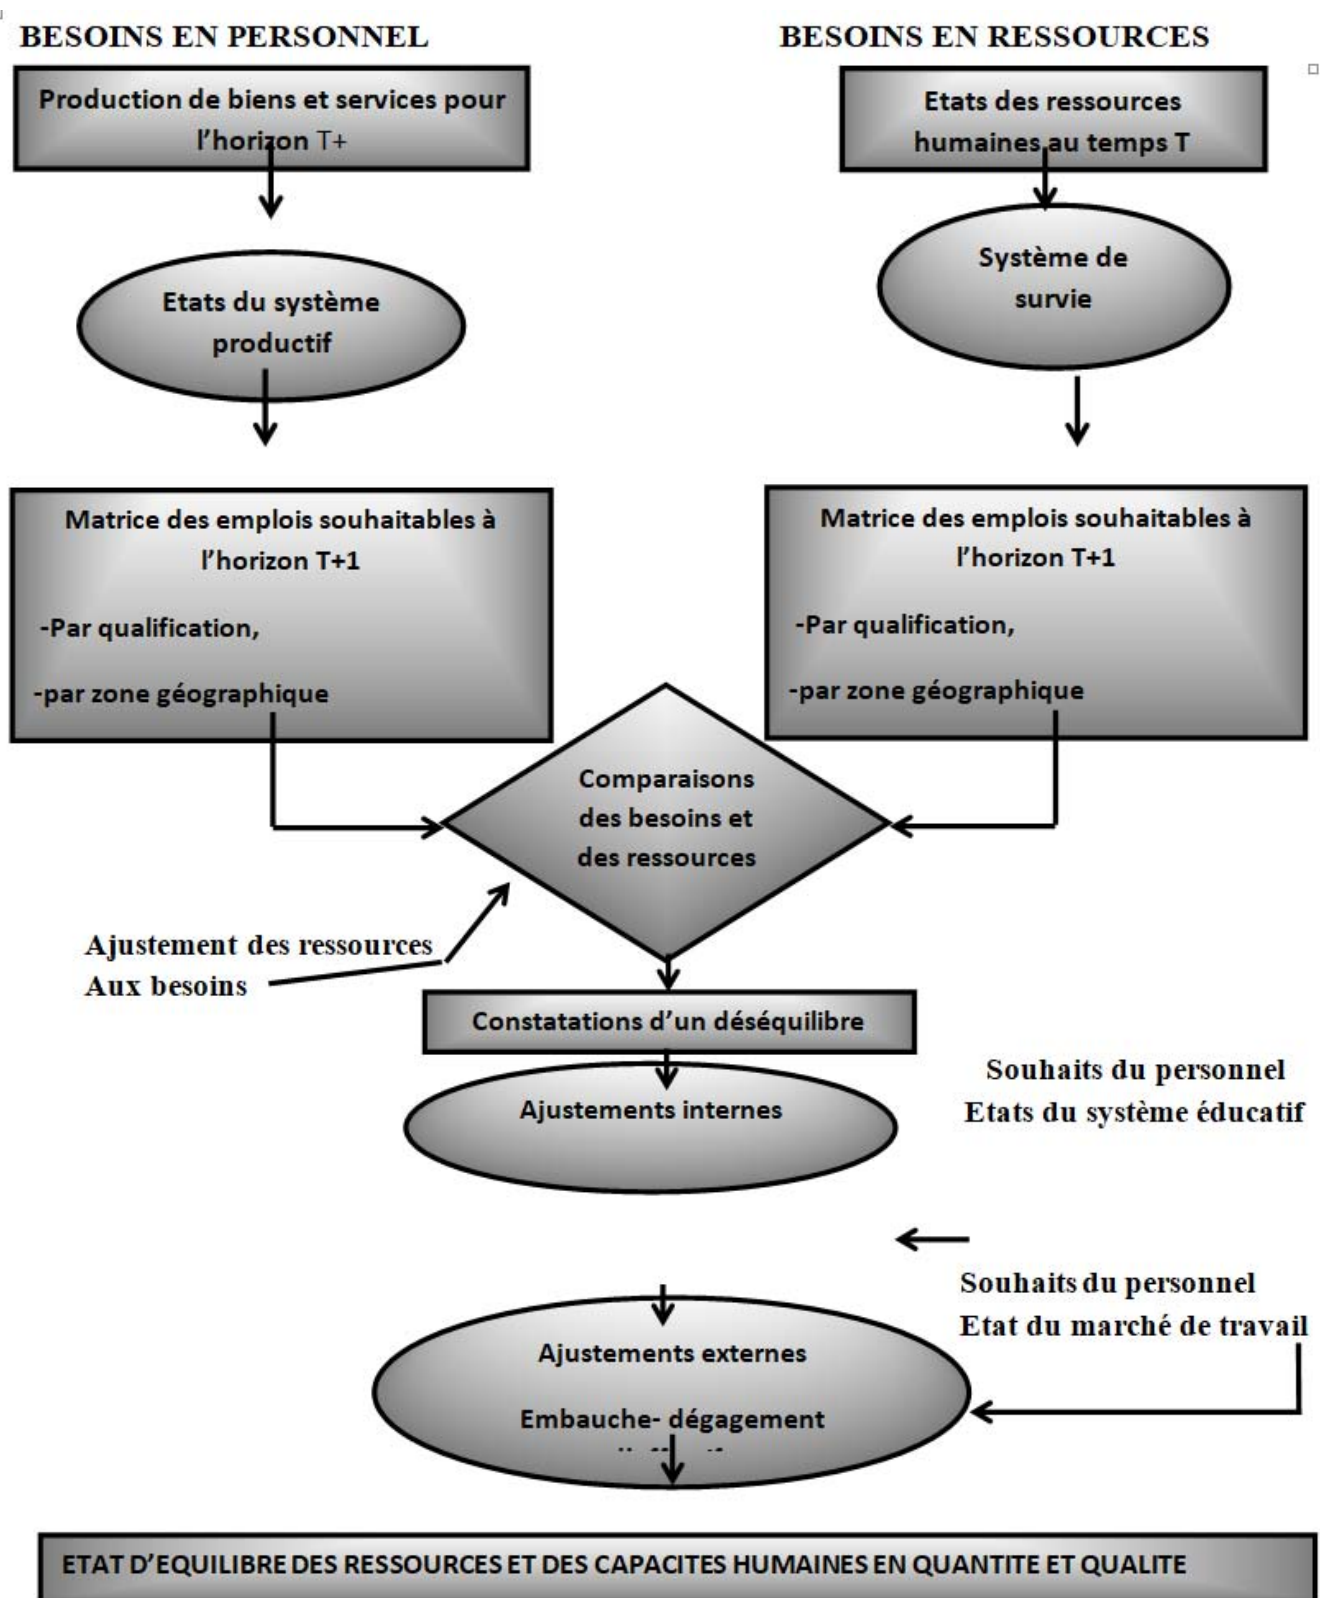 BESOINS EN PERSONNEL
BESOINS EN RESSOURCES
Production de biens et services pour
l’horizon T+
Etats des ressources
humaines au temps T
Etats du système
productif
Système de
survie
Matrice des emplois souhaitables à
l’horizon T+1
-Par qualification,
-par zone géographique
Matrice des emplois souhaitables à
l’horizon T+1
-Par qualification,
-par zone géographique
Comparaisons
des besoins et
des ressources
Ajustement des ressources
Aux besoins
Constatations d’un déséquilibre
Ajustements internes
Souhaits du personnel
Etats du système éducatif
Souhaits du personnel
Etat du marché de travail
Ajustements externes
Embauche- dégagement
ETAT D’EQUILIBRE DES RESSOURCES ET DES CAPACITES HUMAINES EN QUANTITE ET QUALITE